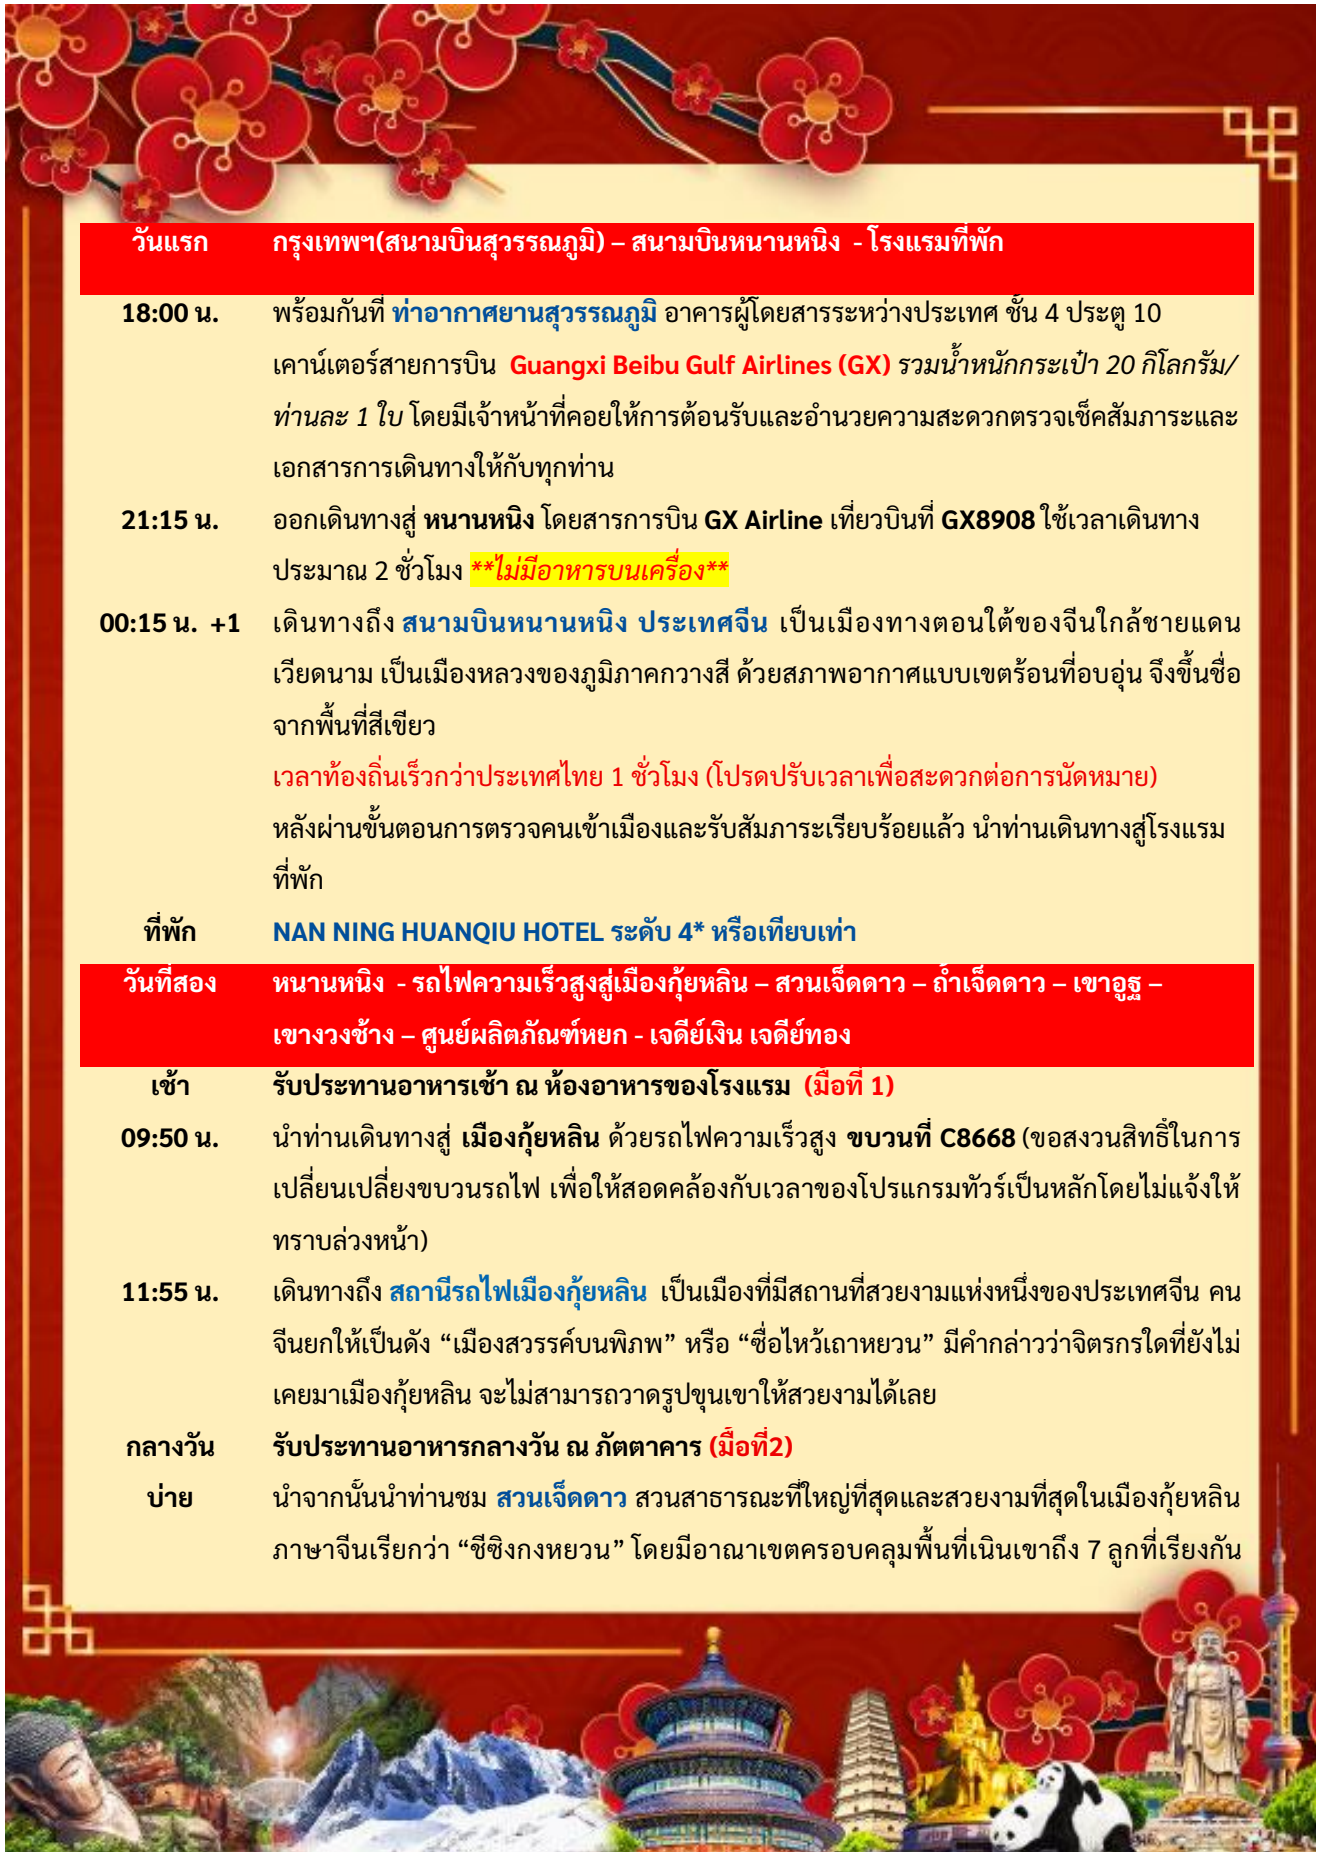 วันแรก กรุงเทพฯ(สนามบินสุวรรณภูมิ) – สนามบินหนานหนิง - โรงแรมที่พัก
18:00 น. พร้อมกันที่ ท่าอากาศยานสุวรรณภูมิ อาคารผู้โดยสารระหว่างประเทศ ชั้น 4 ประตู 10
เคาน์เตอร์สายการบิน Guangxi Beibu Gulf Airlines (GX) รวมน้ำหนักกระเป๋า 20 กิโลกรัม/
ท่านละ 1 ใบ โดยมีเจ้าหน้าที่คอยให้การต้อนรับและอำนวยความสะดวกตรวจเช็คสัมภาระและ
เอกสารการเดินทางให้กับทุกท่าน
21:15 น. ออกเดินทางสู่ หนานหนิง โดยสารการบิน GX Airline เที่ยวบินที่ GX8908 ใช้เวลาเดินทาง
ประมาณ 2 ชั่วโมง **ไม่มีอาหารบนเครื่อง**
00:15 น. +1 เดินทางถึง สนามบินหนานหนิง ประเทศจีน เป็นเมืองทางตอนใต้ของจีนใกล้ชายแดน
เวียดนาม เป็นเมืองหลวงของภูมิภาคกวางสี ด้วยสภาพอากาศแบบเขตร้อนที่อบอุ่น จึงขึ้นชื่อ
จากพื้นที่สีเขียว
เวลาท้องถิ่นเร็วกว่าประเทศไทย 1 ชั่วโมง (โปรดปรับเวลาเพื่อสะดวกต่อการนัดหมาย)
หลังผ่านขั้นตอนการตรวจคนเข้าเมืองและรับสัมภาระเรียบร้อยแล้ว นำท่านเดินทางสู่โรงแรม
ที่พัก
ที่พัก NAN NING HUANQIU HOTEL ระดับ 4* หรือเทียบเท่า
วันที่สอง หนานหนิง - รถไฟความเร็วสูงสู่เมืองกุ้ยหลิน – สวนเจ็ดดาว – ถ้ำเจ็ดดาว – เขาอูฐ –
เขางวงช้าง – ศูนย์ผลิตภัณฑ์หยก - เจดีย์เงิน เจดีย์ทอง
เช้า รับประทานอาหารเช้า ณ ห้องอาหารของโรงแรม (มื้อที่ 1)
09:50 น. นำท่านเดินทางสู่ เมืองกุ้ยหลิน ด้วยรถไฟความเร็วสูง ขบวนที่ C8668 (ขอสงวนสิทธิ์ในการ
เปลี่ยนเปลี่ยงขบวนรถไฟ เพื่อให้สอดคล้องกับเวลาของโปรแกรมทัวร์เป็นหลักโดยไม่แจ้งให้
ทราบล่วงหน้า)
11:55 น. เดินทางถึง สถานีรถไฟเมืองกุ้ยหลิน เป็นเมืองที่มีสถานที่สวยงามแห่งหนึ่งของประเทศจีน คน
จีนยกให้เป็นดัง “เมืองสวรรค์บนพิภพ” หรือ “ซื่อไหว้เถาหยวน” มีคำกล่าวว่าจิตรกรใดที่ยังไม่
เคยมาเมืองกุ้ยหลิน จะไม่สามารถวาดรูปขุนเขาให้สวยงามได้เลย
กลางวัน รับประทานอาหารกลางวัน ณ ภัตตาคาร (มื้อที่2)
บ่าย นำจากนั้นนำท่านชม สวนเจ็ดดาว สวนสาธารณะที่ใหญ่ที่สุดและสวยงามที่สุดในเมืองกุ้ยหลิน
ภาษาจีนเรียกว่า “ชีซิงกงหยวน” โดยมีอาณาเขตครอบคลุมพื้นที่เนินเขาถึง 7 ลูกที่เรียงกัน